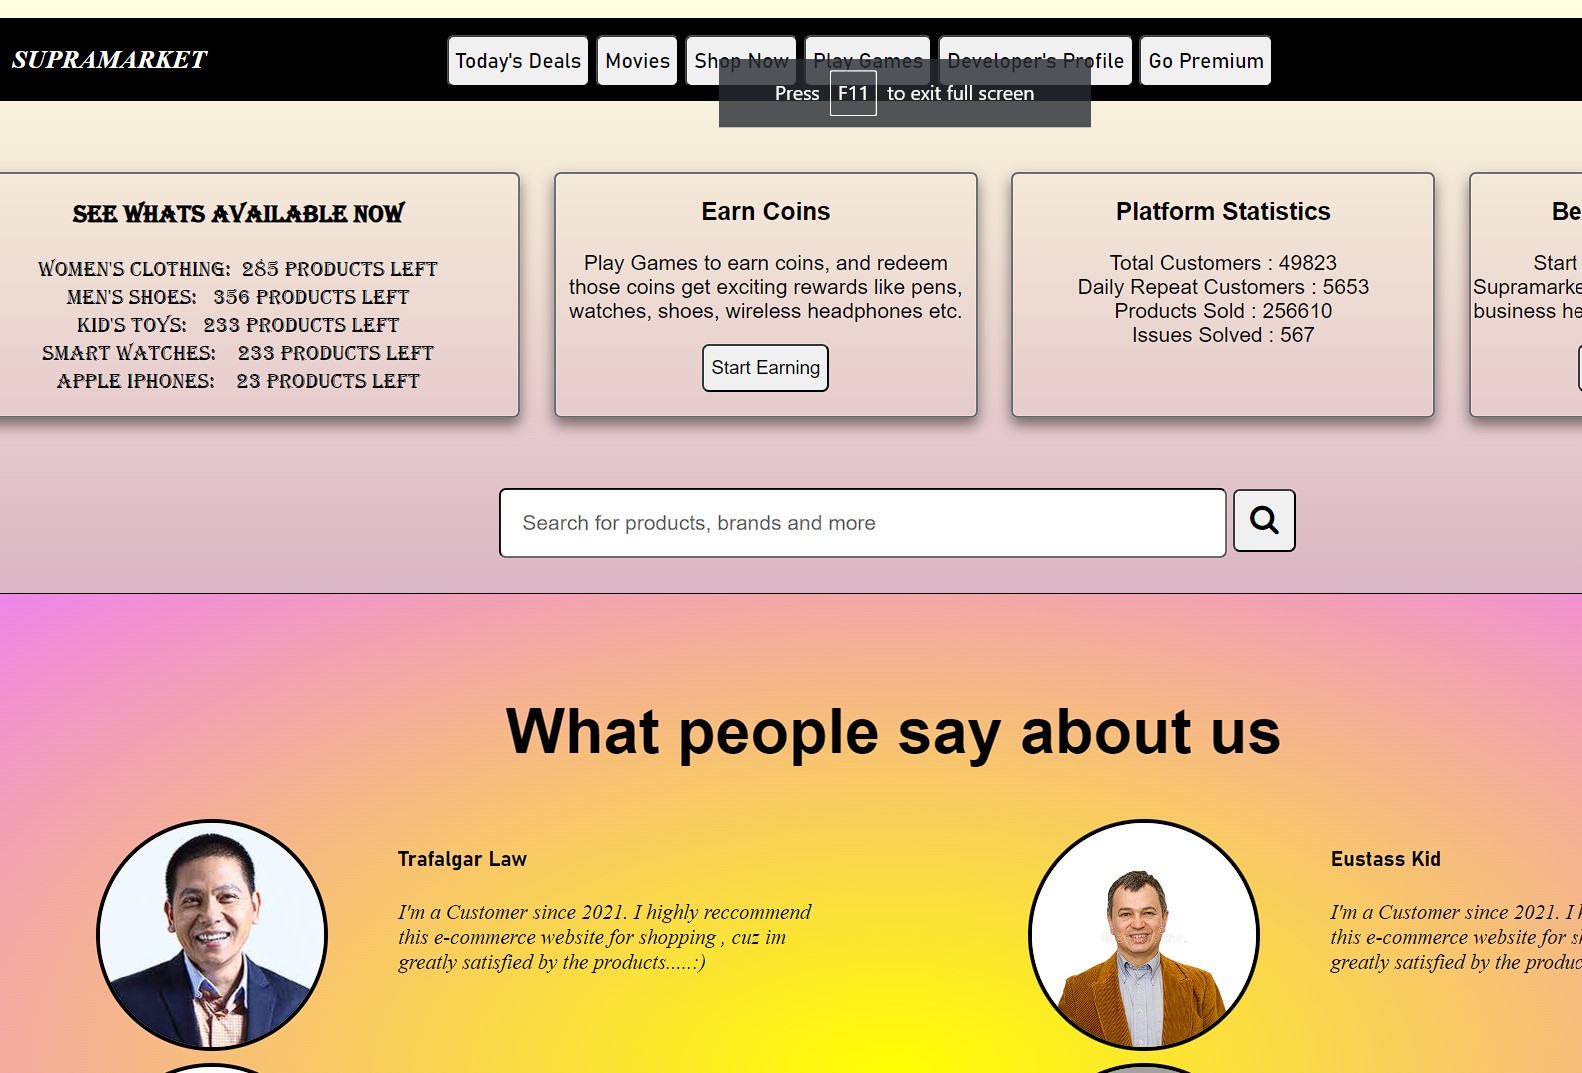 SUPRAMARKET
Today's Deals
Movies
Shop Now
Play Games
Developer's Profile
Go Premium
Press F11 to exit full screen
SEE WHATS AVAILABLE NOW
WOMEN'S CLOTHING: 285 PRODUCTS LEFT
MEN'S SHOES: 356 PRODUCTS LEFT
KID'S TOYS: 233 PRODUCTS LEFT
SMART WATCHES: 233 PRODUCTS LEFT
APPLE IPHONES: 23 PRODUCTS LEFT
Earn Coins
Play Games to earn coins, and redeem
those coins get exciting rewards like pens,
watches, shoes, wireless headphones etc.
Start Earning
Platform Statistics
Total Customers : 49823
Daily Repeat Customers : 5653
Products Sold : 256610
Issues Solved : 567
Be
Start
Supramarke
business he
Search for products, brands and more
What people say about us
Trafalgar Law
I'm a Customer since 2021. I highly reccommend
this e-commerce website for shopping , cuz im
greatly satisfied by the products.....:)
Eustass Kid
I'm a Customer since 2021. I h
this e-commerce website for sh
greatly satisfied by the produc